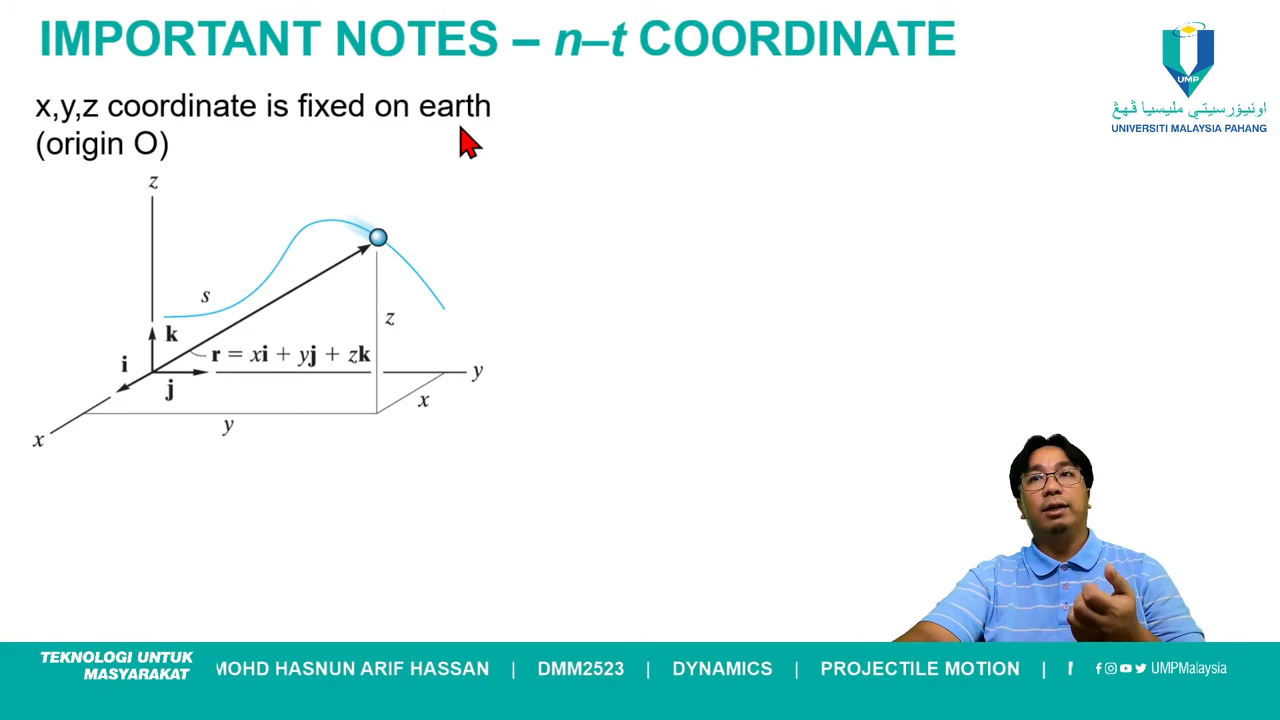 IMPORTANT NOTES – n–t COORDINATE
UMP
اونيۏرسيتي مليسيا ڤهڠ
UNIVERSITI MALAYSIA PAHANG
x,y,z coordinate is fixed on earth
(origin O)
z
s
z
k
i
r = xi + yj + zk
j
y
x
y
x
TEKNOLOGI UNTUK
MASYARAKAT
MOHD HASNUN ARIF HASSAN | DMM2523 | DYNAMICS | PROJECTILE MOTION |
UMPMalaysia